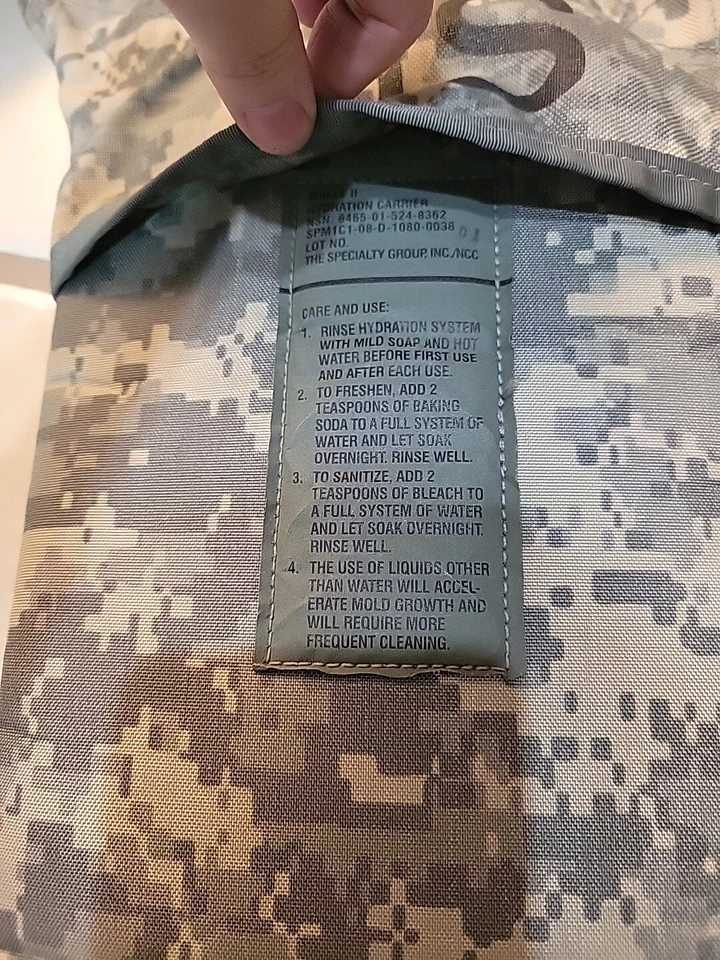 MOLLE II
HYDRATION CARRIER
NSN: 8465-01-524-8362
SPM1C1-08-D-1080-0038 01
LOT NO.
THE SPECIALTY GROUP, INC./NCC
CARE AND USE:
1. RINSE HYDRATION SYSTEM
WITH MILD SOAP AND HOT
WATER BEFORE FIRST USE
AND AFTER EACH USE.
2. TO FRESHEN, ADD 2
TEASPOONS OF BAKING
SODA TO A FULL SYSTEM OF
WATER AND LET SOAK
OVERNIGHT. RINSE WELL.
3. TO SANITIZE, ADD 2
TEASPOONS OF BLEACH TO
A FULL SYSTEM OF WATER
AND LET SOAK OVERNIGHT.
RINSE WELL.
4. THE USE OF LIQUIDS OTHER
THAN WATER WILL ACCEL-
ERATE MOLD GROWTH AND
WILL REQUIRE MORE
FREQUENT CLEANING.